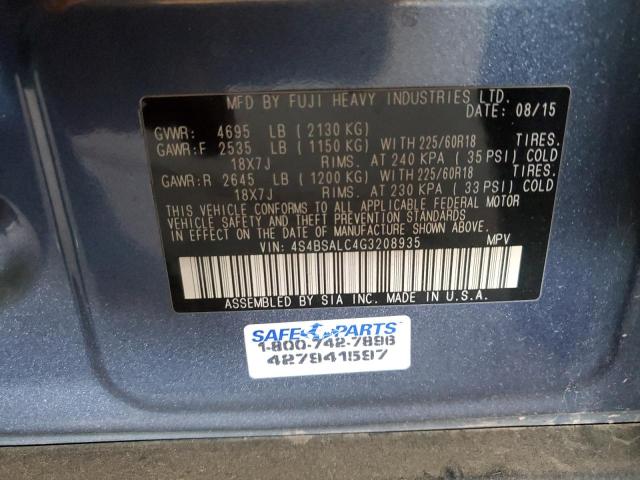 MFD BY FUJI HEAVY INDUSTRIES LTD.
DATE: 08/15
GVWR: 4695 LB (2130 KG)
GAWR:F 2535 LB (1150 KG) WITH 225/60R18 TIRES.
18X7J RIMS. AT 240 KPA (35 PSI) COLD
GAWR:R 2645 LB (1200 KG) WITH 225/60R18 TIRES.
18X7J RIMS. AT 230 KPA (33 PSI) COLD
THIS VEHICLE CONFORMS TO ALL APPLICABLE FEDERAL MOTOR
VEHICLE SAFETY AND BUMPER STANDARDS IN EFFECT
ON THE DATE OF MANUFACTURE SHOWN ABOVE.
VIN: 4S4BSALC4G3208935 MPV
ASSEMBLED BY SIA INC. MADE IN U.S.A.
SAFE PARTS
1-800-742-7896
427941597